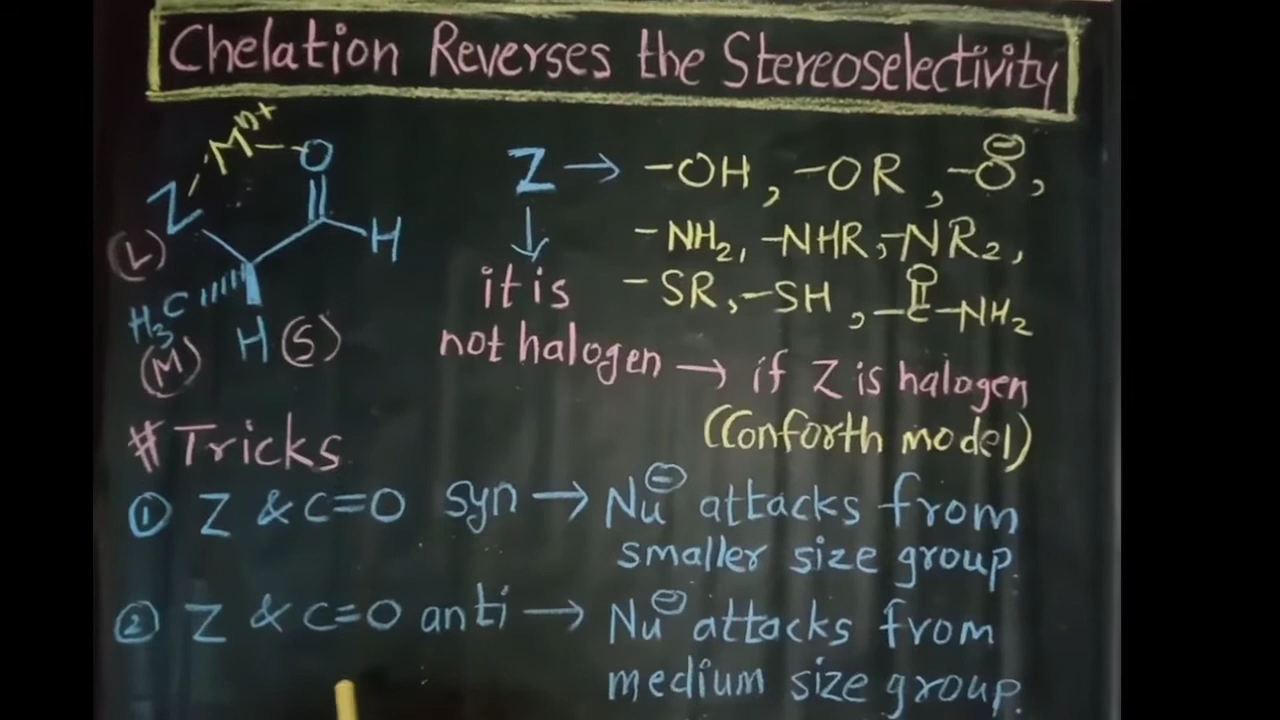 Chelation Reverses the Stereoselectivity
Mn+
O
Z
H
(L)
H3C
(M)
H (S)
Z → -OH, -OR, -O⊖,
-NH2, -NHR, -NR2,
-SR, -SH, -C-NH2
O
it is
not halogen → if Z is halogen
(Conforth model)
# Tricks
① Z & C=O syn → Nu⊖ attacks from
smaller size group.
② Z & C=O anti → Nu⊖ attacks from
medium size group.